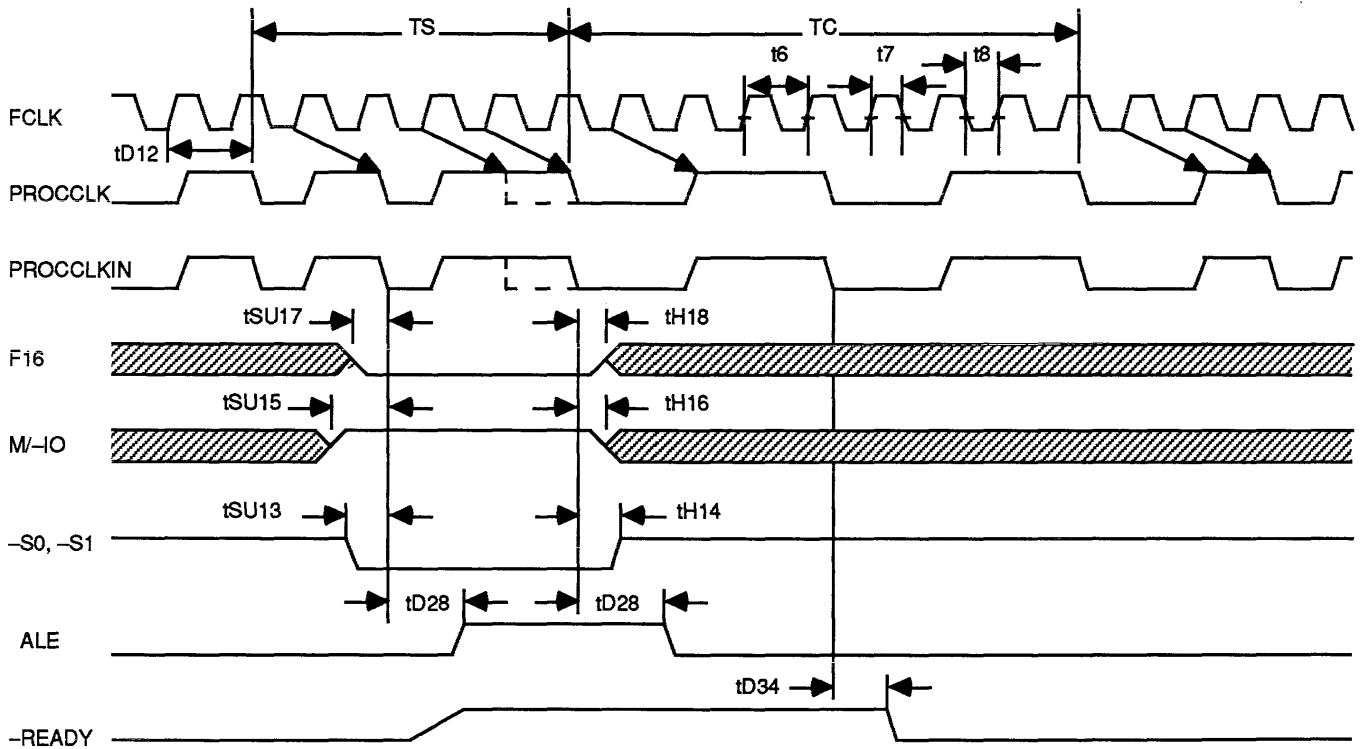 TS
TC
t6
t7
t8
FCLK
tD12
PROCCLK
PROCCLKIN
tSU17
tH18
F16
tSU15
tH16
M/–IO
tSU13
tH14
–S0, –S1
tD28
tD28
ALE
tD34
–READY